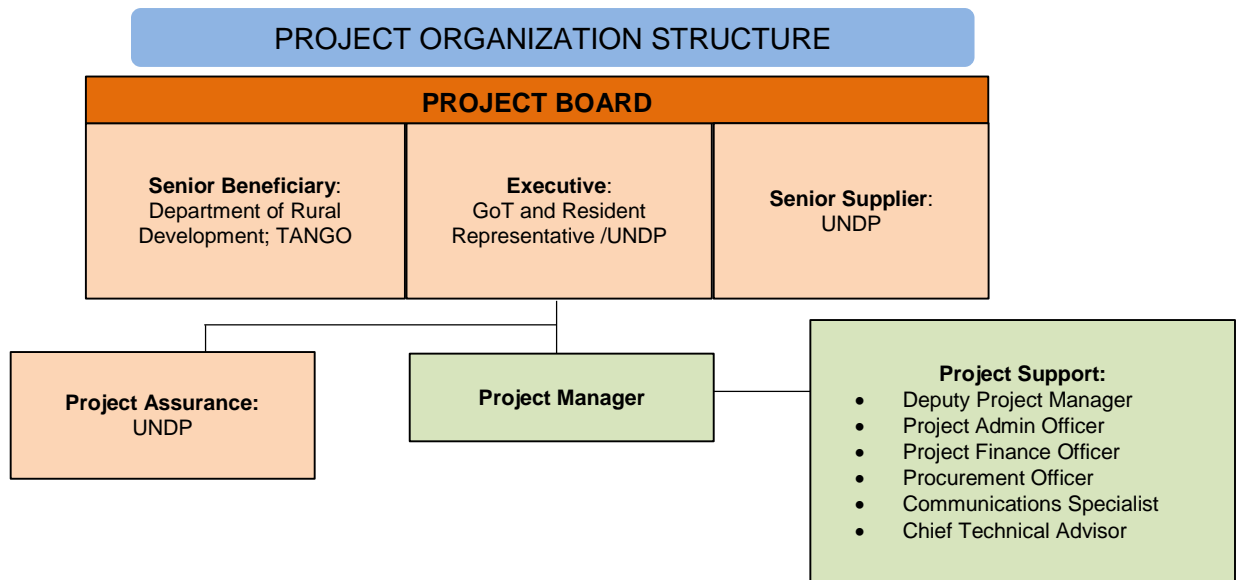 PROJECT ORGANIZATION STRUCTURE
PROJECT BOARD
Senior Beneficiary:
Department of Rural
Development; TANGO
Executive:
GoT and Resident
Representative /UNDP
Senior Supplier:
UNDP
Project Assurance:
UNDP
Project Manager
Project Support:
• Deputy Project Manager
• Project Admin Officer
• Project Finance Officer
• Procurement Officer
• Communications Specialist
• Chief Technical Advisor